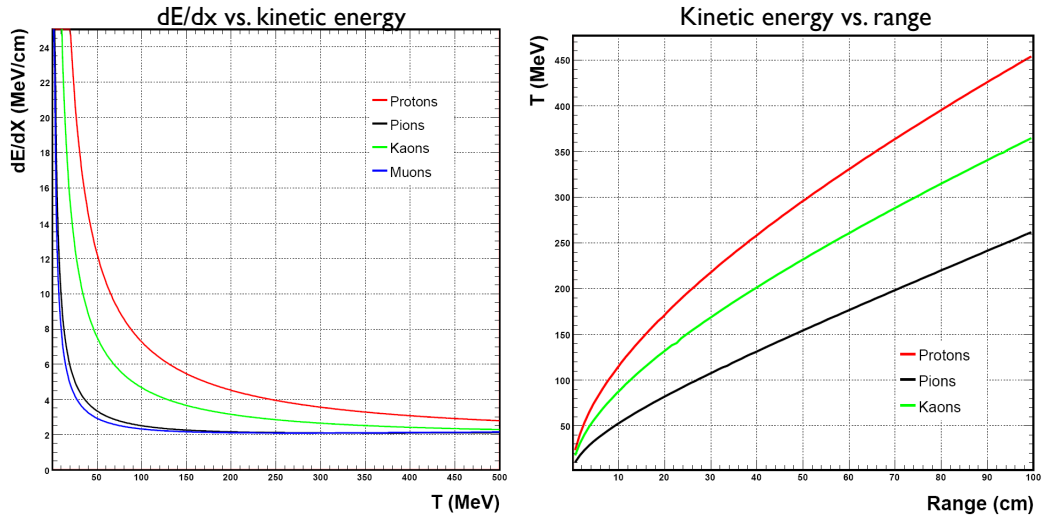 dE/dx vs. kinetic energy
dE/dX (MeV/cm)
24
22
20
18
16
14
12
10
8
6
4
2
0
Protons
Pions
Kaons
Muons
50 100 150 200 250 300 350 400 450 500
T (MeV)
Kinetic energy vs. range
T (MeV)
450
400
350
300
250
200
150
100
50
Protons
Pions
Kaons
10 20 30 40 50 60 70 80 90 100
Range (cm)